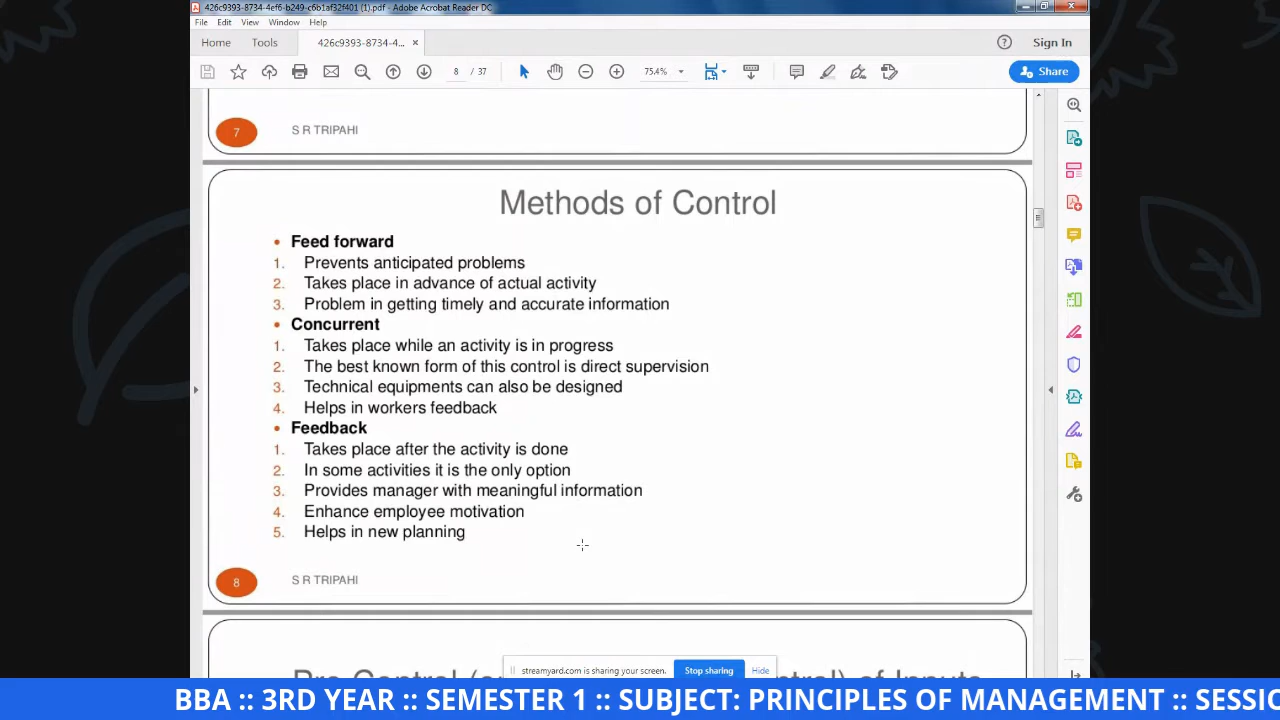 426c9393-8734-4ef6-b249-c6b1af32f401 (1).pdf - Adobe Acrobat Reader DC
File Edit View Window Help
Home Tools 426c9393-8734-4... × Sign In
8 / 37 75.4% Share
7 S R TRIPAHI
Methods of Control
• Feed forward
1. Prevents anticipated problems
2. Takes place in advance of actual activity
3. Problem in getting timely and accurate information
• Concurrent
1. Takes place while an activity is in progress
2. The best known form of this control is direct supervision
3. Technical equipments can also be designed
4. Helps in workers feedback
• Feedback
1. Takes place after the activity is done
2. In some activities it is the only option
3. Provides manager with meaningful information
4. Enhance employee motivation
5. Helps in new planning
8 S R TRIPAHI
streamyard.com is sharing your screen. Stop sharing Hide
BBA :: 3RD YEAR :: SEMESTER 1 :: SUBJECT: PRINCIPLES OF MANAGEMENT :: SESSIO